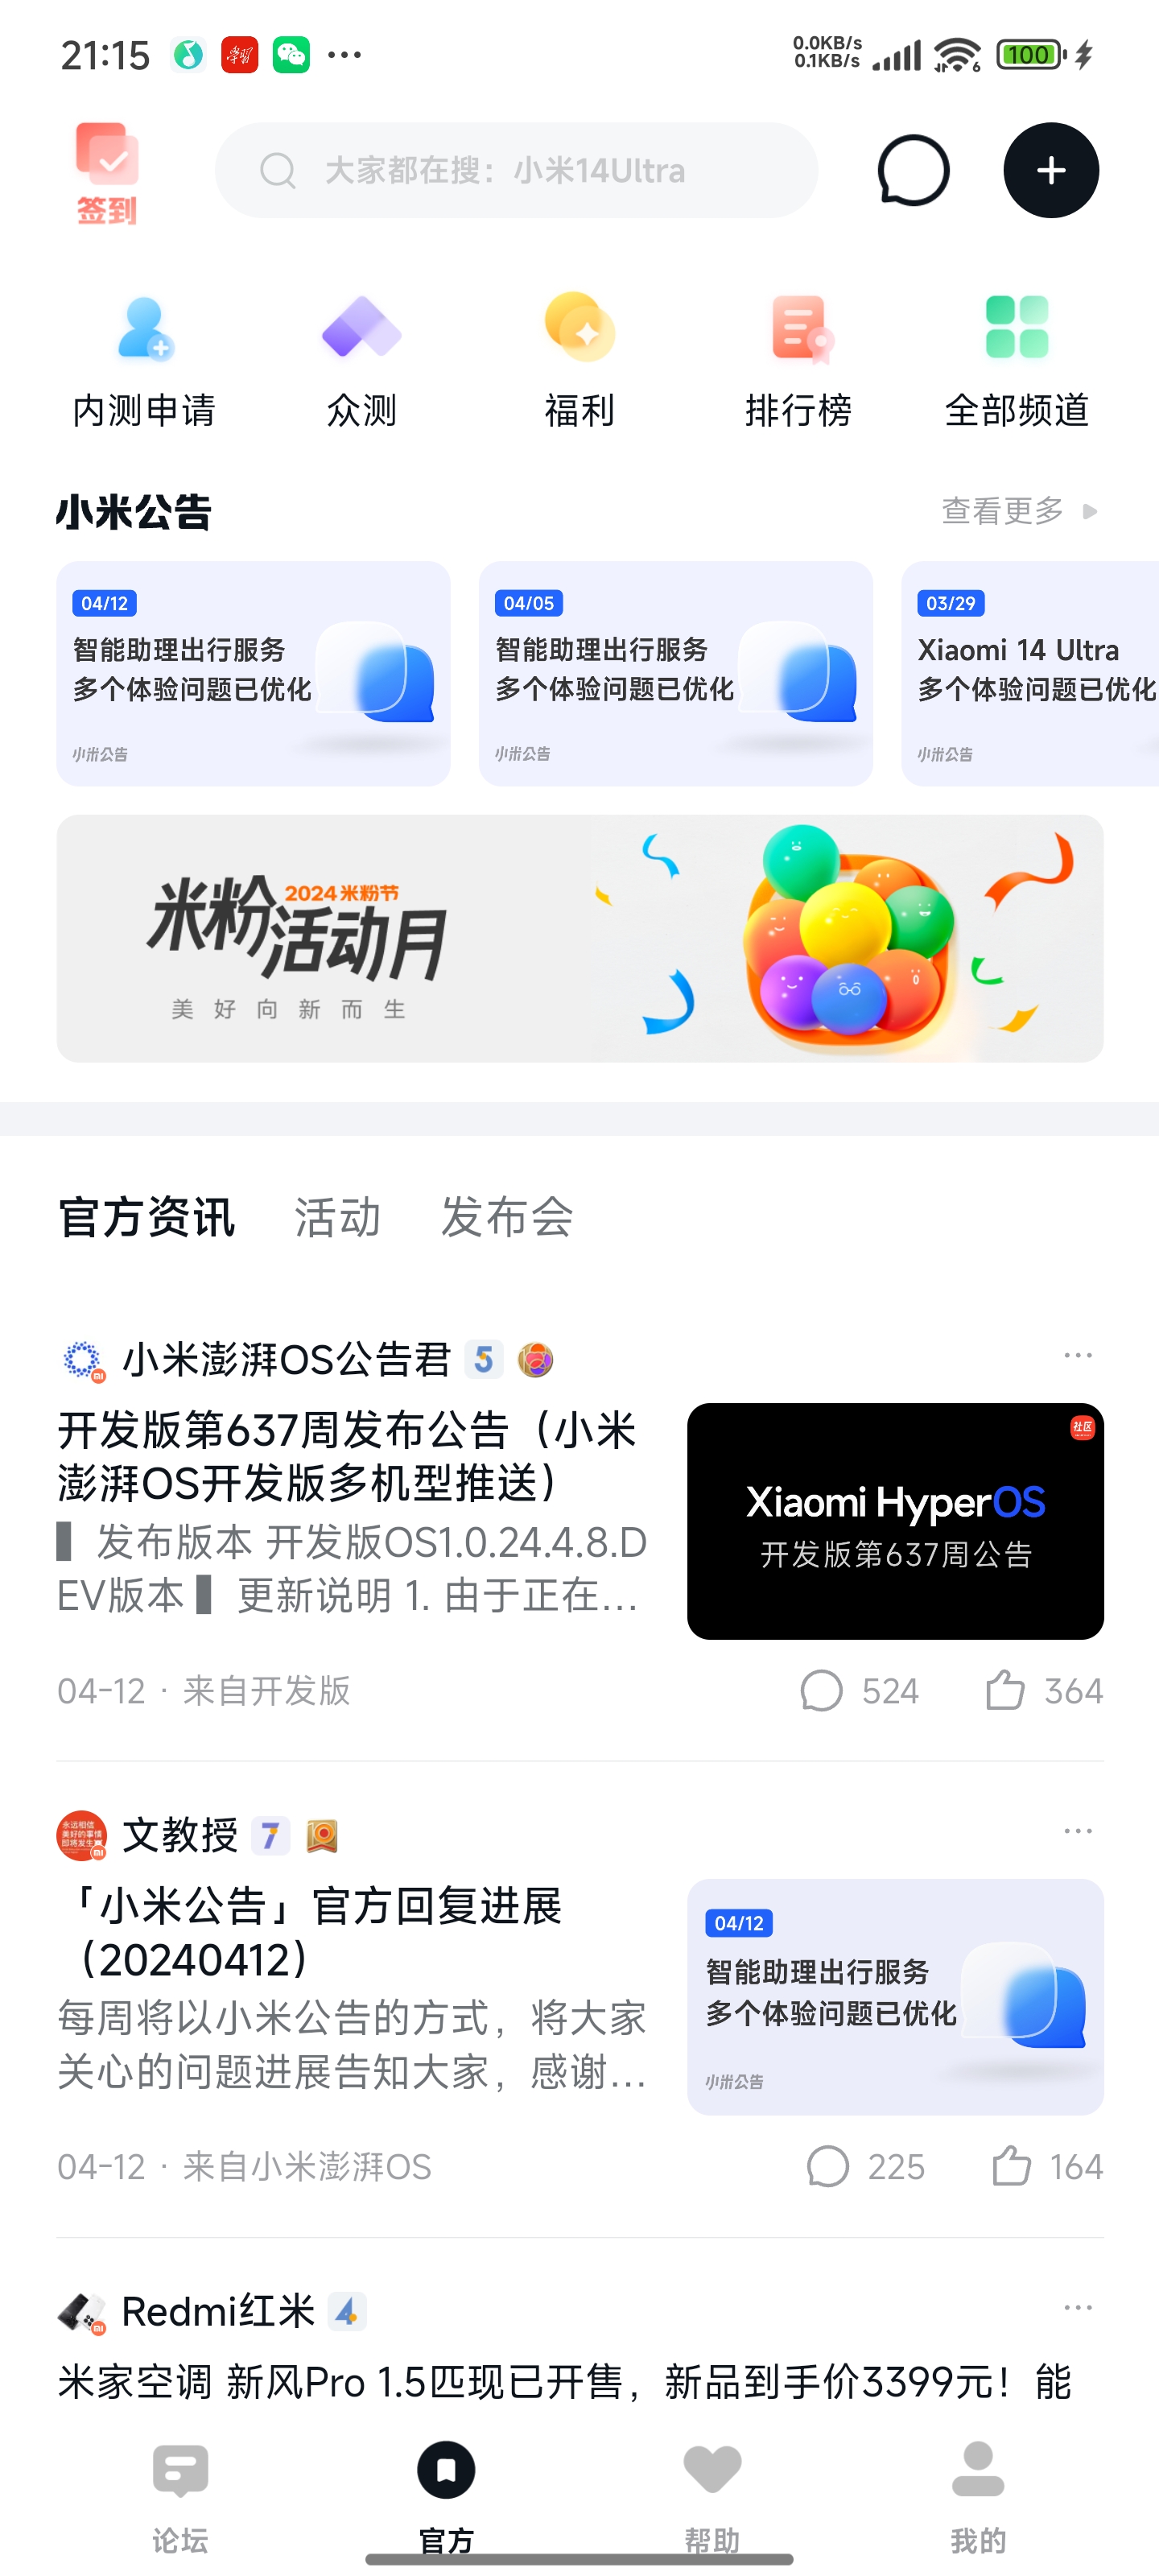 21:15
0.0KB/s
0.1KB/s
6
100
签到
大家都在搜：小米14Ultra
内测申请
众测
福利
排行榜
全部频道
小米公告
查看更多
04/12
智能助理出行服务
多个体验问题已优化
小米公告
04/05
智能助理出行服务
多个体验问题已优化
小米公告
03/29
Xiaomi 14 Ultra
多个体验问题已优化
小米公告
2024 米粉节
米粉活动月
美好向新而生
官方资讯
活动
发布会
小米澎湃OS公告君 5
开发版第637周发布公告（小米
澎湃OS开发版多机型推送）
▌ 发布版本 开发版OS1.0.24.4.8.D
EV版本 ▌ 更新说明 1. 由于正在...
社区
Xiaomi HyperOS
开发版第637周公告
04-12 · 来自开发版
524
364
永远相信
美好的事情
即将发生
文教授 7
「小米公告」官方回复进展
（20240412）
每周将以小米公告的方式，将大家
关心的问题进展告知大家，感谢...
04/12
智能助理出行服务
多个体验问题已优化
小米公告
04-12 · 来自小米澎湃OS
225
164
Redmi红米 4
米家空调 新风Pro 1.5匹现已开售，新品到手价3399元！能
论坛
官方
帮助
我的